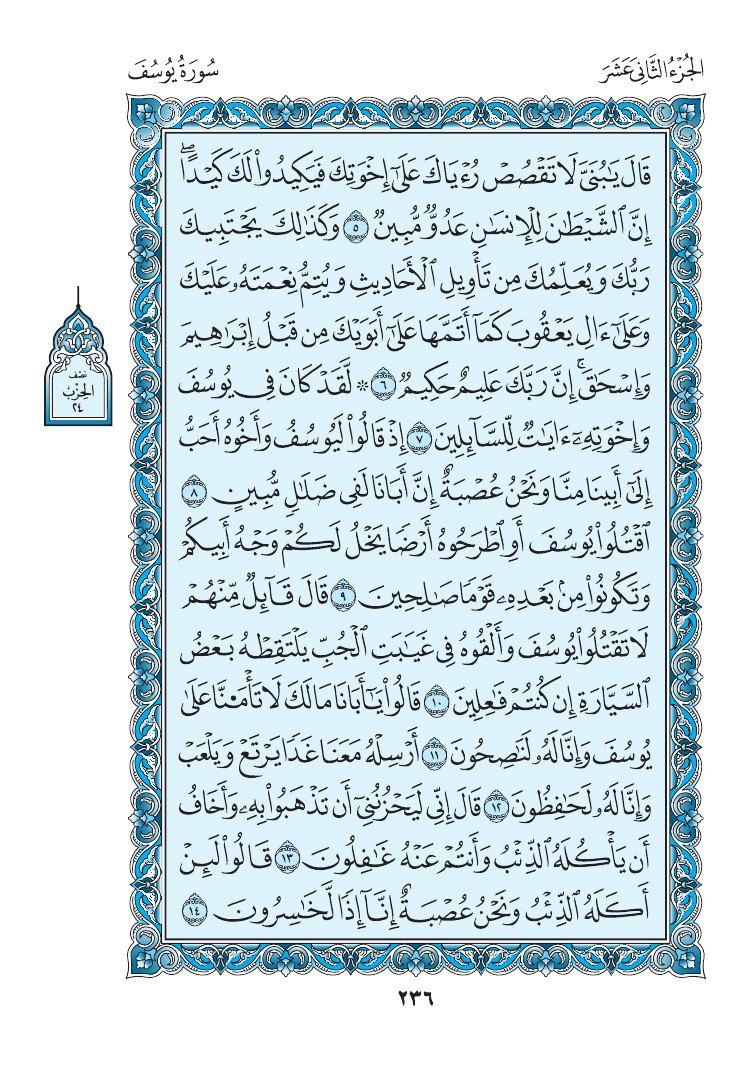 الجُزْءُ الثَّانِي عَشَرَ
سُورَةُ يُوسُفَ
قَالَ يَٰبُنَيَّ لَا تَقْصُصْ رُءْيَاكَ عَلَىٰٓ إِخْوَتِكَ فَيَكِيدُوا۟ لَكَ كَيْدًا ۖ
إِنَّ ٱلشَّيْطَٰنَ لِلْإِنسَٰنِ عَدُوٌّ مُّبِينٌ ٥ وَكَذَٰلِكَ يَجْتَبِيكَ
رَبُّكَ وَيُعَلِّمُكَ مِن تَأْوِيلِ ٱلْأَحَادِيثِ وَيُتِمُّ نِعْمَتَهُۥ عَلَيْكَ
وَعَلَىٰٓ ءَالِ يَعْقُوبَ كَمَآ أَتَمَّهَا عَلَىٰٓ أَبَوَيْكَ مِن قَبْلُ إِبْرَٰهِيمَ
وَإِسْحَٰقَ ۚ إِنَّ رَبَّكَ عَلِيمٌ حَكِيمٌ ٦ * لَّقَدْ كَانَ فِي يُوسُفَ
وَإِخْوَتِهِۦٓ ءَايَٰتٌ لِّلسَّآئِلِينَ ٧ إِذْ قَالُوا۟ لَيُوسُفُ وَأَخُوهُ أَحَبُّ
إِلَىٰٓ أَبِينَا مِنَّا وَنَحْنُ عُصْبَةٌ إِنَّ أَبَانَا لَفِي ضَلَٰلٍ مُّبِينٍ ٨
ٱقْتُلُوا۟ يُوسُفَ أَوِ ٱطْرَحُوهُ أَرْضًا يَخْلُ لَكُمْ وَجْهُ أَبِيكُمْ
وَتَكُونُوا۟ مِنۢ بَعْدِهِۦ قَوْمًا صَٰلِحِينَ ٩ قَالَ قَآئِلٌ مِّنْهُمْ
لَا تَقْتُلُوا۟ يُوسُفَ وَأَلْقُوهُ فِي غَيَٰبَتِ ٱلْجُبِّ يَلْتَقِطْهُ بَعْضُ
ٱلسَّيَّارَةِ إِن كُنتُمْ فَٰعِلِينَ ١٠ قَالُوا۟ يَٰٓأَبَانَا مَا لَكَ لَا تَأْمَ۫نَّا عَلَىٰ
يُوسُفَ وَإِنَّا لَهُۥ لَنَٰصِحُونَ ١١ أَرْسِلْهُ مَعَنَا غَدًا يَرْتَعْ وَيَلْعَبْ
وَإِنَّا لَهُۥ لَحَٰفِظُونَ ١٢ قَالَ إِنِّي لَيَحْزُنُنِيٓ أَن تَذْهَبُوا۟ بِهِۦ وَأَخَافُ
أَن يَأْكُلَهُ ٱلذِّئْبُ وَأَنتُمْ عَنْهُ غَٰفِلُونَ ١٣ قَالُوا۟ لَئِنْ
أَكَلَهُ ٱلذِّئْبُ وَنَحْنُ عُصْبَةٌ إِنَّآ إِذًا لَّخَٰسِرُونَ ١٤
نِصْف
الحِزْبِ
٢٤
٢٣٦